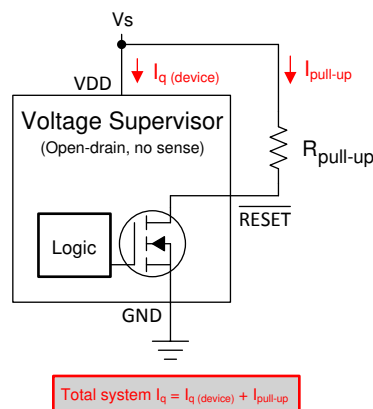 Vs
VDD
Iq (device)
Ipull-up
Voltage Supervisor
(Open-drain, no sense)
Rpull-up
RESET
Logic
GND
Total system Iq = Iq (device) + Ipull-up